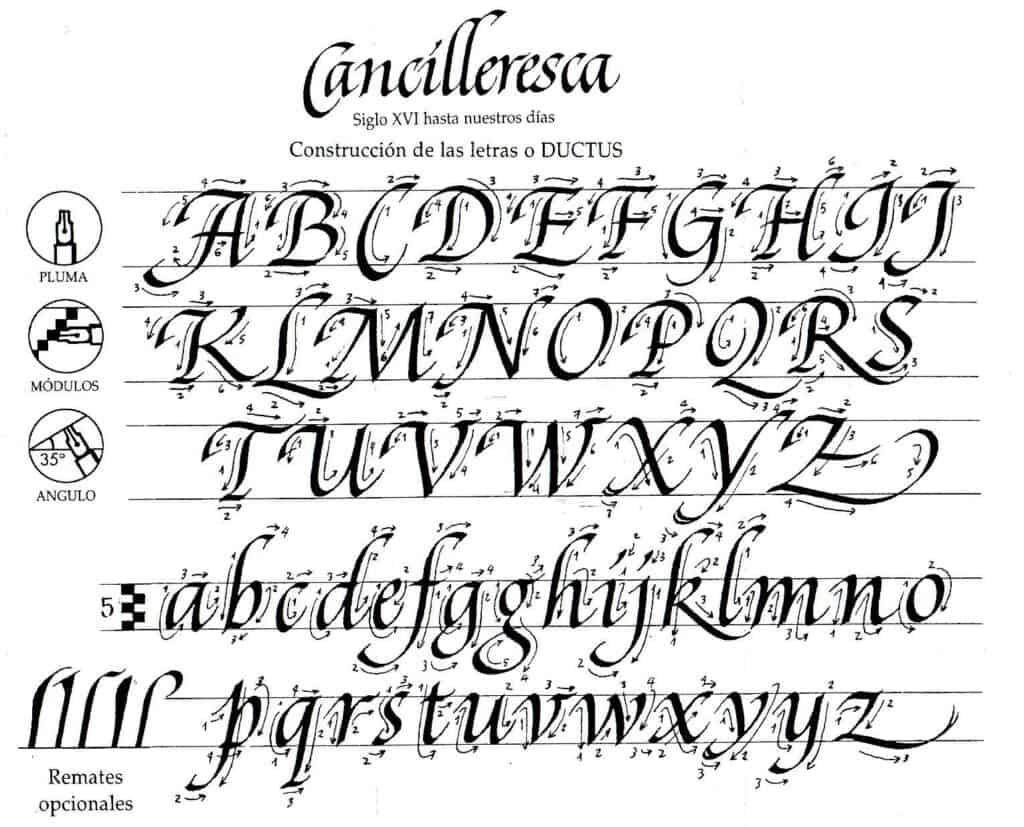 Cancilleresca
Siglo XVI hasta nuestros días
Construcción de las letras o DUCTUS
A B C D E F G H I J
PLUMA
K L M N O P Q R S
MÓDULOS
T U V W X Y Z
35°
ANGULO
5 a b c d e f g g h i j k l m n o
p q r s t u v w x y y z
Remates
opcionales